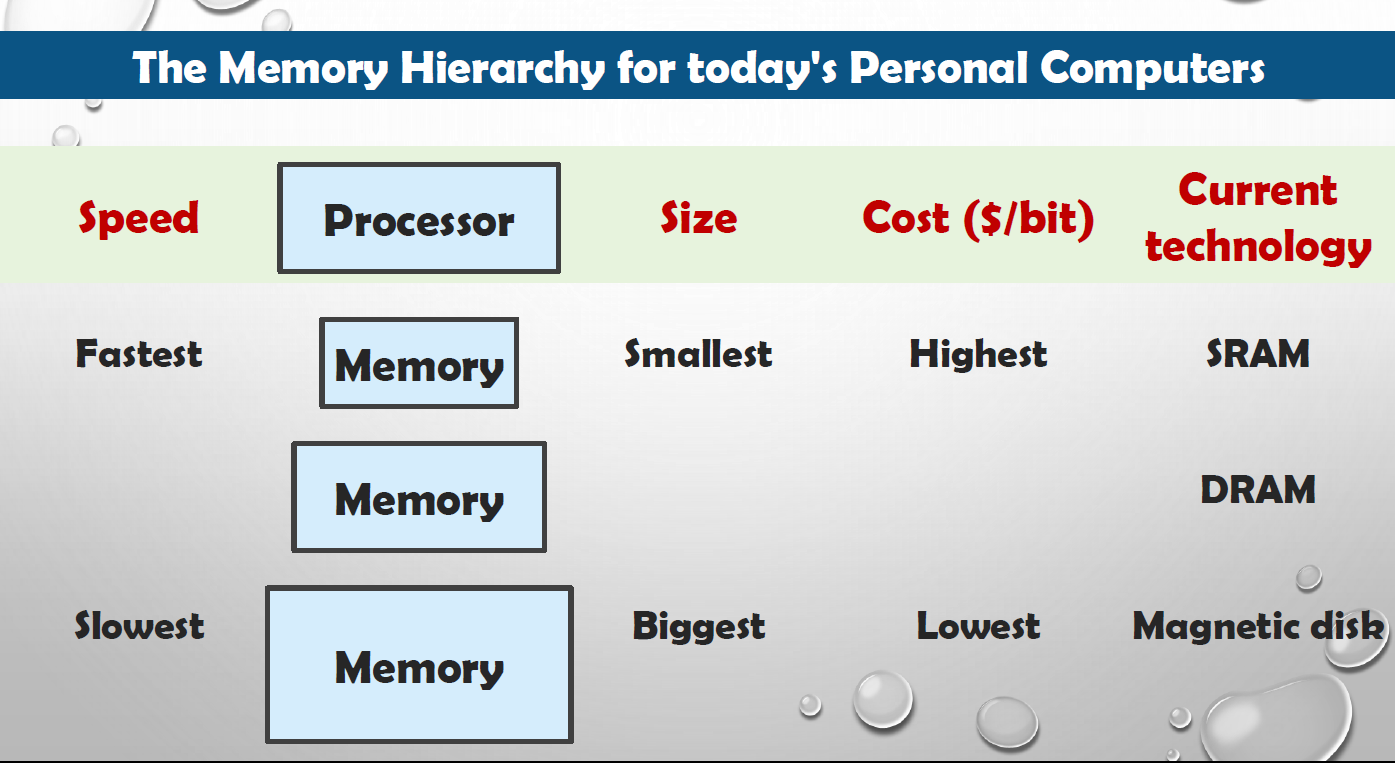 The Memory Hierarchy for today's Personal Computers
Speed Processor Size Cost ($/bit) Current technology
Fastest Memory Smallest Highest SRAM
Memory DRAM
Slowest Memory Biggest Lowest Magnetic disk